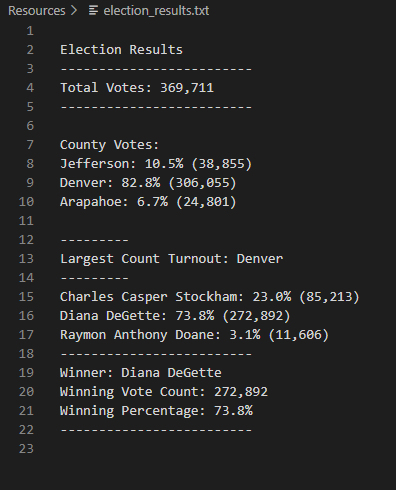 Resources > election_results.txt
1
2 Election Results
3 -------------------------
4 Total Votes: 369,711
5 -------------------------
6
7 County Votes:
8 Jefferson: 10.5% (38,855)
9 Denver: 82.8% (306,055)
10 Arapahoe: 6.7% (24,801)
11
12 ---------
13 Largest Count Turnout: Denver
14 ---------
15 Charles Casper Stockham: 23.0% (85,213)
16 Diana DeGette: 73.8% (272,892)
17 Raymon Anthony Doane: 3.1% (11,606)
18 -------------------------
19 Winner: Diana DeGette
20 Winning Vote Count: 272,892
21 Winning Percentage: 73.8%
22 -------------------------
23